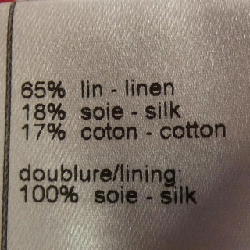 65% lin - linen
18% soie - silk
17% coton - cotton
doublure/lining
100% soie - silk